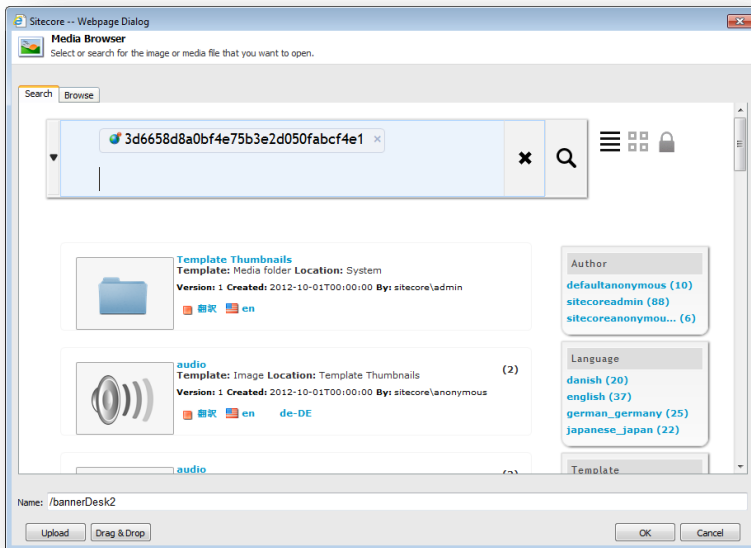 Sitecore -- Webpage Dialog
Media Browser
Select or search for the image or media file that you want to open.
Search Browse
3d6658d8a0bf4e75b3e2d050fabcf4e1
Template Thumbnails
Template: Media folder Location: System
Version: 1 Created: 2012-10-01T00:00:00 By: sitecore\admin
翻訳 en
audio (2)
Template: Image Location: Template Thumbnails
Version: 1 Created: 2012-10-01T00:00:00 By: sitecore\anonymous
翻訳 en de-DE
audio
Author
defaultanonymous (10)
sitecoreadmin (88)
sitecoreanonymou... (6)
Language
danish (20)
english (37)
german_germany (25)
japanese_japan (22)
Template
Name: /bannerDesk2
Upload Drag & Drop OK Cancel